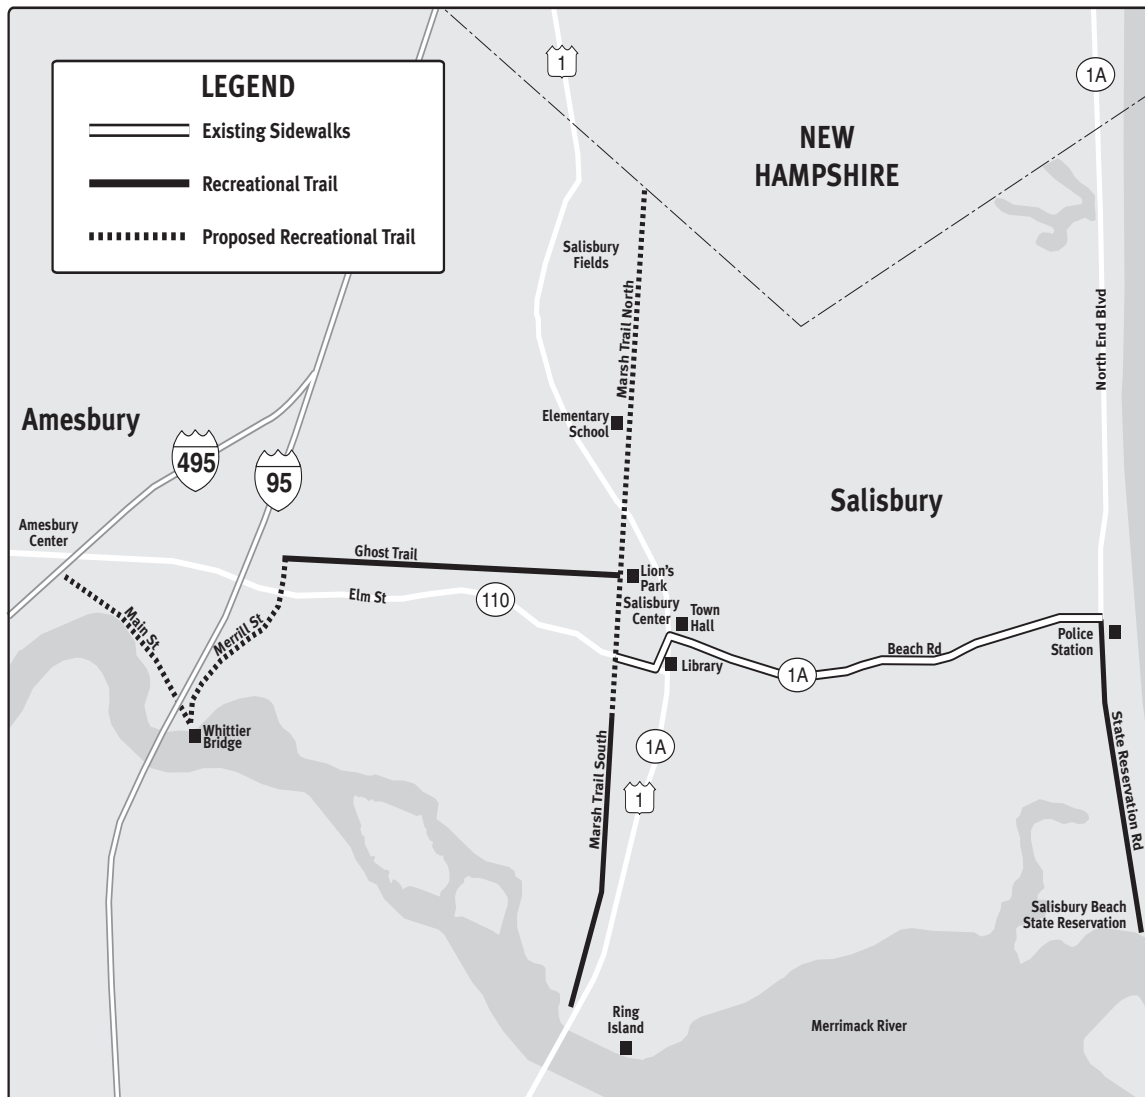 1
1A
LEGEND
Existing Sidewalks
Recreational Trail
Proposed Recreational Trail
NEW
HAMPSHIRE
Salisbury
Fields
Marsh Trail North
North End Blvd
Amesbury
Elementary
School
495
95
Salisbury
Amesbury
Center
Ghost Trail
Elm St
110
Lion's
Park
Salisbury
Center
Town
Hall
Main St
Merrill St
Library
1A
Beach Rd
Police
Station
Whittier
Bridge
1A
1
Marsh Trail South
State Reservation Rd
Salisbury Beach
State Reservation
Ring
Island
Merrimack River